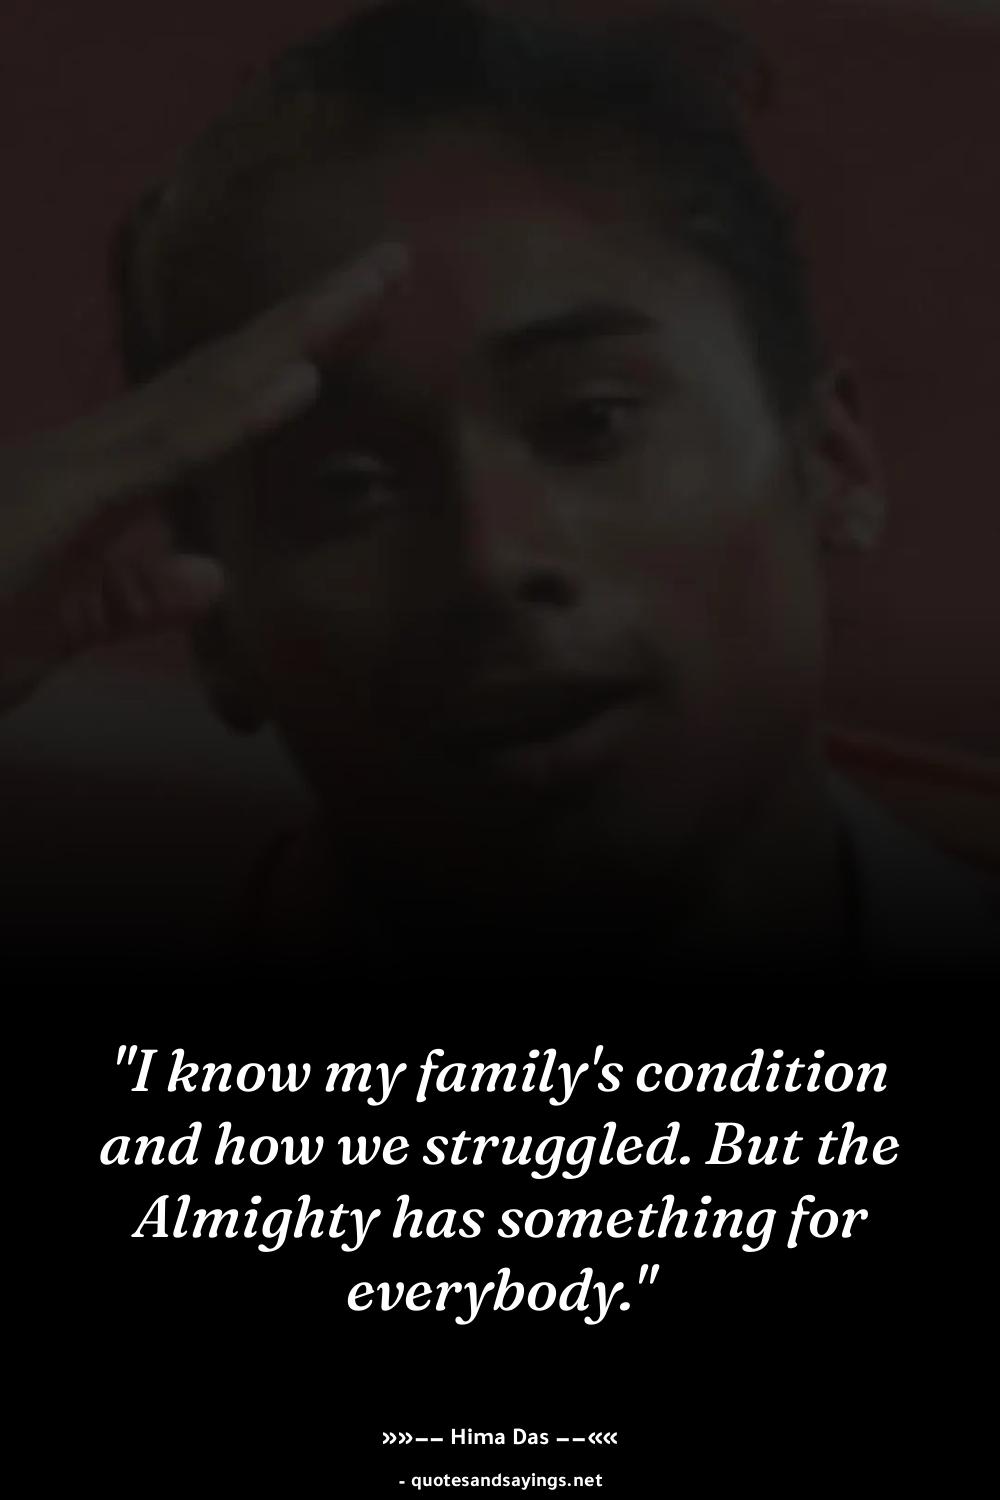 "I know my family's condition
and how we struggled. But the
Almighty has something for
everybody."
»»−− Hima Das −−««
- quotesandsayings.net